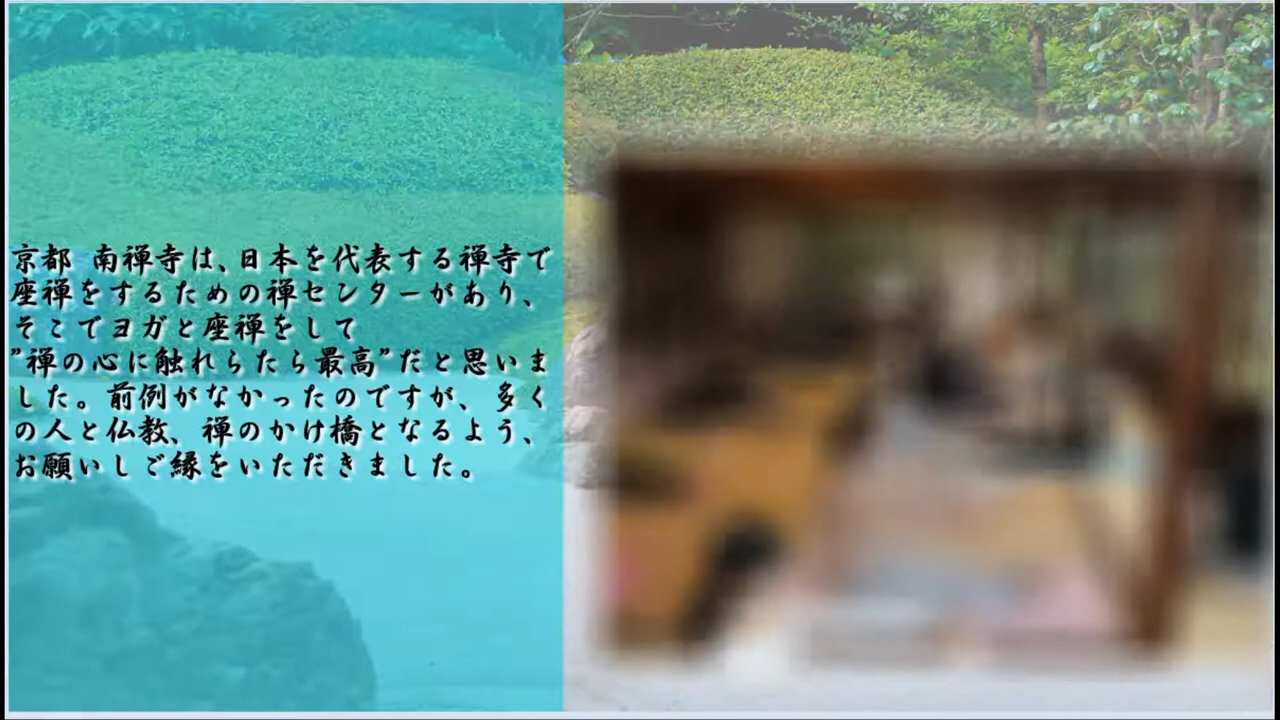 京都 南禅寺は、日本を代表する禅寺で
座禅をするための禅センターがあり、
そこでヨガと座禅をして
”禅の心に触れらたら最高”だと思いま
した。前例がなかったのですが、多く
の人と仏教、禅のかけ橋となるよう、
お願いしご縁をいただきました。